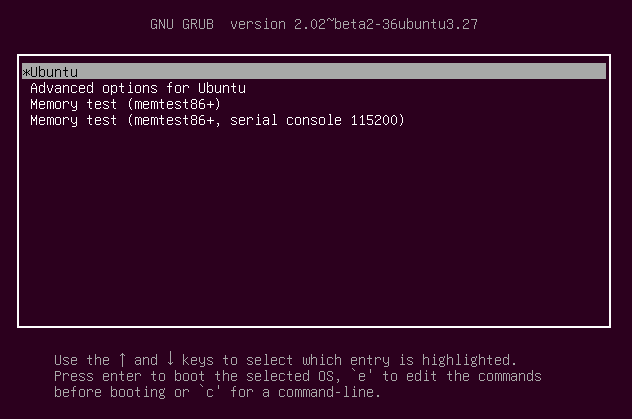 GNU GRUB  version 2.02~beta2-36ubuntu3.27
*Ubuntu
Advanced options for Ubuntu
Memory test (memtest86+)
Memory test (memtest86+, serial console 115200)
Use the ↑ and ↓ keys to select which entry is highlighted.
Press enter to boot the selected OS, `e' to edit the commands
before booting or `c' for a command-line.